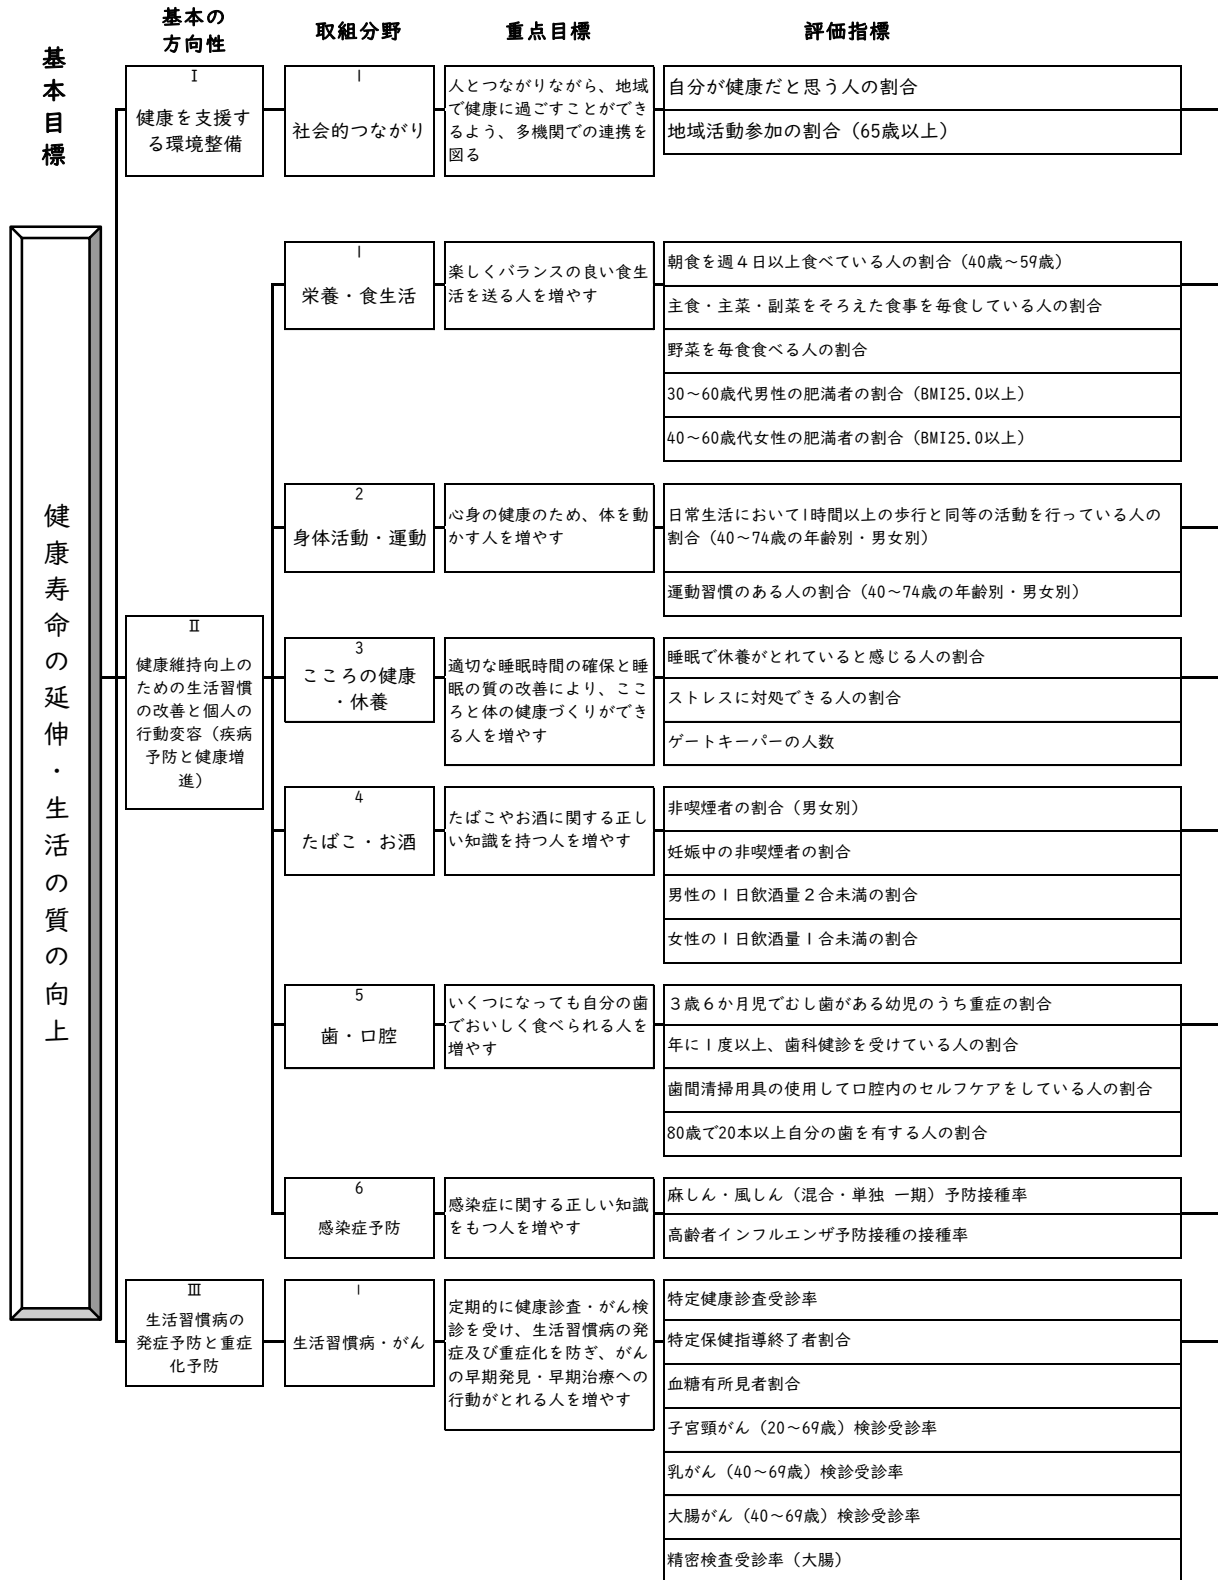 基本目標
基本の
方向性
取組分野
重点目標
評価指標
健康寿命の延伸・生活の質の向上
Ⅰ
健康を支援す
る環境整備
1
社会的つながり
人とつながりながら、地域
で健康に過ごすことができ
るよう、多機関での連携を
図る
自分が健康だと思う人の割合
地域活動参加の割合（65歳以上）
Ⅱ
健康維持向上の
ための生活習慣
の改善と個人の
行動変容（疾病
予防と健康増
進）
1
栄養・食生活
楽しくバランスの良い食生
活を送る人を増やす
朝食を週４日以上食べている人の割合（40歳～59歳）
主食・主菜・副菜をそろえた食事を毎食している人の割合
野菜を毎食食べる人の割合
30～60歳代男性の肥満者の割合（BMI25.0以上）
40～60歳代女性の肥満者の割合（BMI25.0以上）
2
身体活動・運動
心身の健康のため、体を動
かす人を増やす
日常生活において1時間以上の歩行と同等の活動を行っている人の
割合（40～74歳の年齢別・男女別）
運動習慣のある人の割合（40～74歳の年齢別・男女別）
3
こころの健康
・休養
適切な睡眠時間の確保と睡
眠の質の改善により、ここ
ろと体の健康づくりができ
る人を増やす
睡眠で休養がとれていると感じる人の割合
ストレスに対処できる人の割合
ゲートキーパーの人数
4
たばこ・お酒
たばこやお酒に関する正し
い知識を持つ人を増やす
非喫煙者の割合（男女別）
妊娠中の非喫煙者の割合
男性の１日飲酒量２合未満の割合
女性の１日飲酒量１合未満の割合
5
歯・口腔
いくつになっても自分の歯
でおいしく食べられる人を
増やす
３歳６か月児でむし歯がある幼児のうち重症の割合
年に１度以上、歯科健診を受けている人の割合
歯間清掃用具の使用して口腔内のセルフケアをしている人の割合
80歳で20本以上自分の歯を有する人の割合
6
感染症予防
感染症に関する正しい知識
をもつ人を増やす
麻しん・風しん（混合・単独 一期）予防接種率
高齢者インフルエンザ予防接種の接種率
Ⅲ
生活習慣病の
発症予防と重症
化予防
1
生活習慣病・がん
定期的に健康診査・がん検
診を受け、生活習慣病の発
症及び重症化を防ぎ、がん
の早期発見・早期治療への
行動がとれる人を増やす
特定健康診査受診率
特定保健指導終了者割合
血糖有所見者割合
子宮頸がん（20～69歳）検診受診率
乳がん（40～69歳）検診受診率
大腸がん（40～69歳）検診受診率
精密検査受診率（大腸）